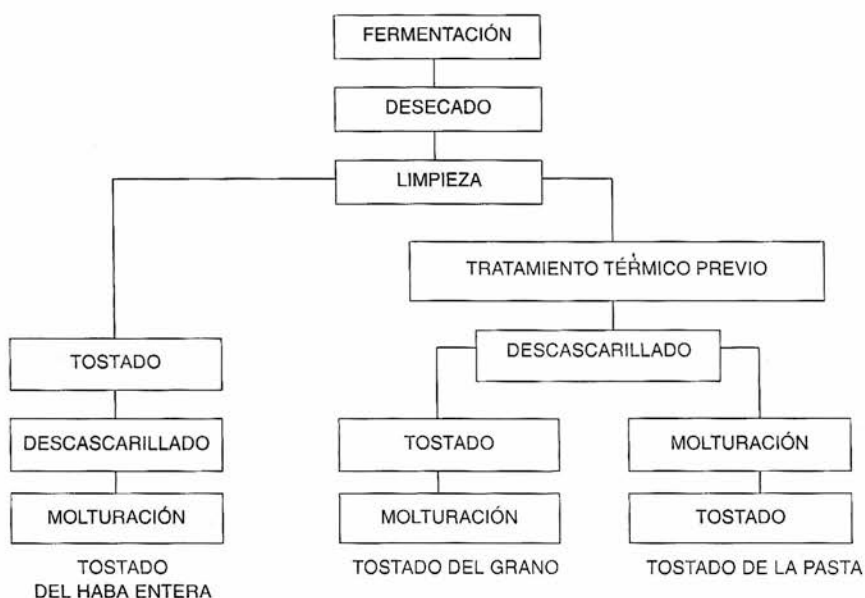 FERMENTACIÓN
DESECADO
LIMPIEZA
TRATAMIENTO TÉRMICO PREVIO
DESCASCARILLADO
TOSTADO
DESCASCARILLADO
TOSTADO
MOLTURACIÓN
MOLTURACIÓN
MOLTURACIÓN
TOSTADO
TOSTADO
DEL HABA ENTERA
TOSTADO DEL GRANO
TOSTADO DE LA PASTA